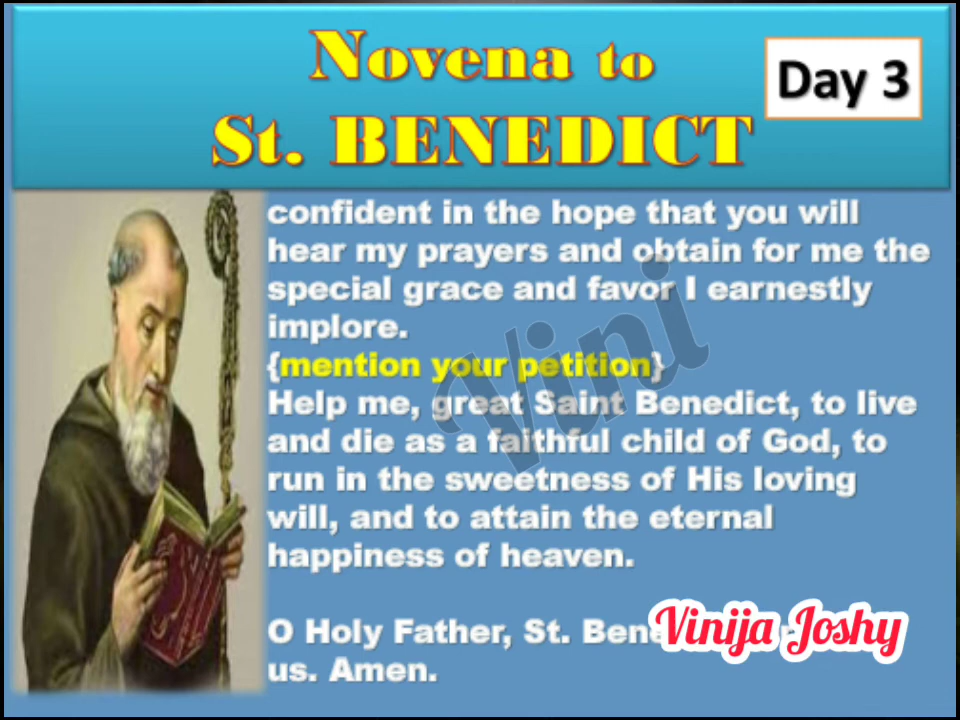 Novena to
St. BENEDICT
Day 3
confident in the hope that you will
hear my prayers and obtain for me the
special grace and favor I earnestly
implore.
{mention your petition}
Help me, great Saint Benedict, to live
and die as a faithful child of God, to
run in the sweetness of His loving
will, and to attain the eternal
happiness of heaven.
O Holy Father, St.
us. Amen.
Vini
Vinija Joshy